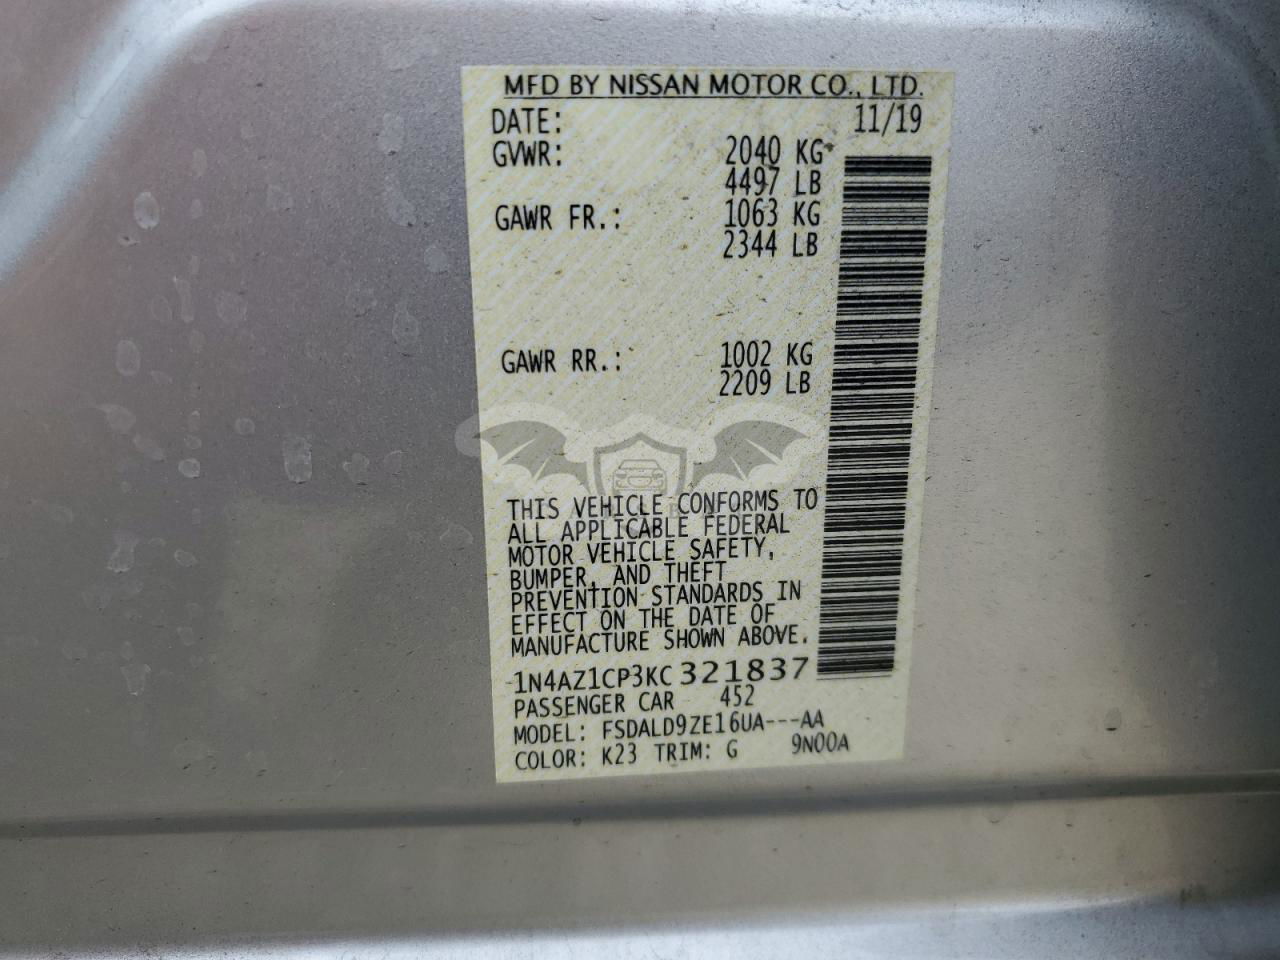 MFD BY NISSAN MOTOR CO., LTD.
DATE: 11/19
GVWR: 2040 KG
4497 LB
GAWR FR.: 1063 KG
2344 LB
GAWR RR.: 1002 KG
2209 LB
THIS VEHICLE CONFORMS TO
ALL APPLICABLE FEDERAL
MOTOR VEHICLE SAFETY,
BUMPER, AND THEFT
PREVENTION STANDARDS IN
EFFECT ON THE DATE OF
MANUFACTURE SHOWN ABOVE.
1N4AZ1CP3KC321837
PASSENGER CAR 452
MODEL: FSDALD9ZE16UA---AA
COLOR: K23 TRIM: G 9N00A